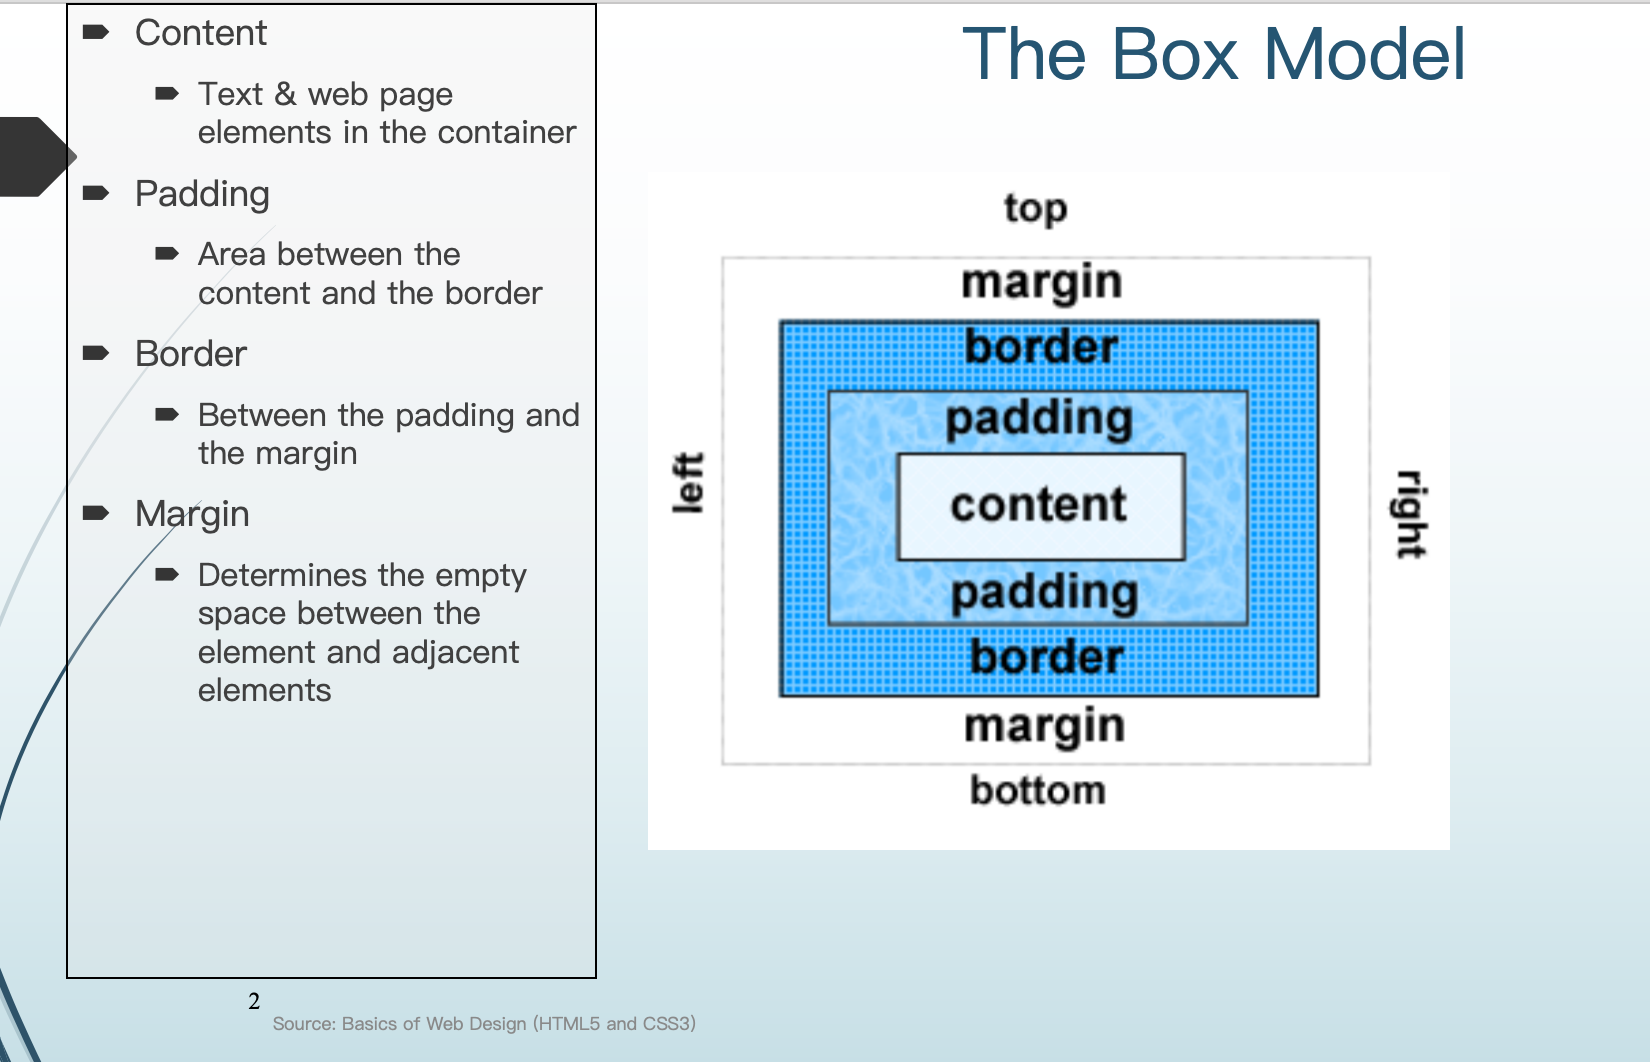 Content
Text & web page
elements in the container
Padding
Area between the
content and the border
Border
Between the padding and
the margin
Margin
Determines the empty
space between the
element and adjacent
elements
The Box Model
top
margin
border
padding
left
content
right
padding
border
margin
bottom
2
Source: Basics of Web Design (HTML5 and CSS3)